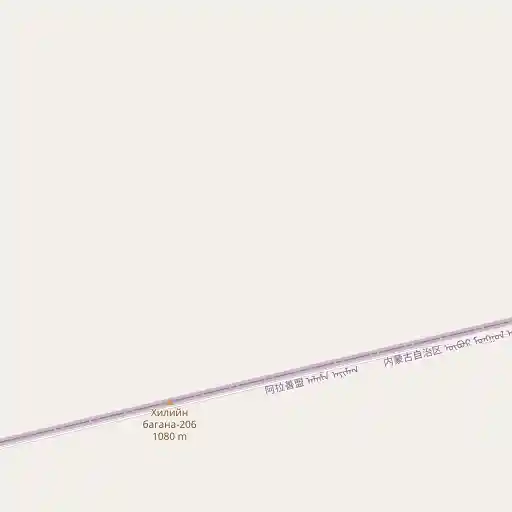 内蒙古自治区
阿拉善盟
Хилийн
багана-206
1080 m